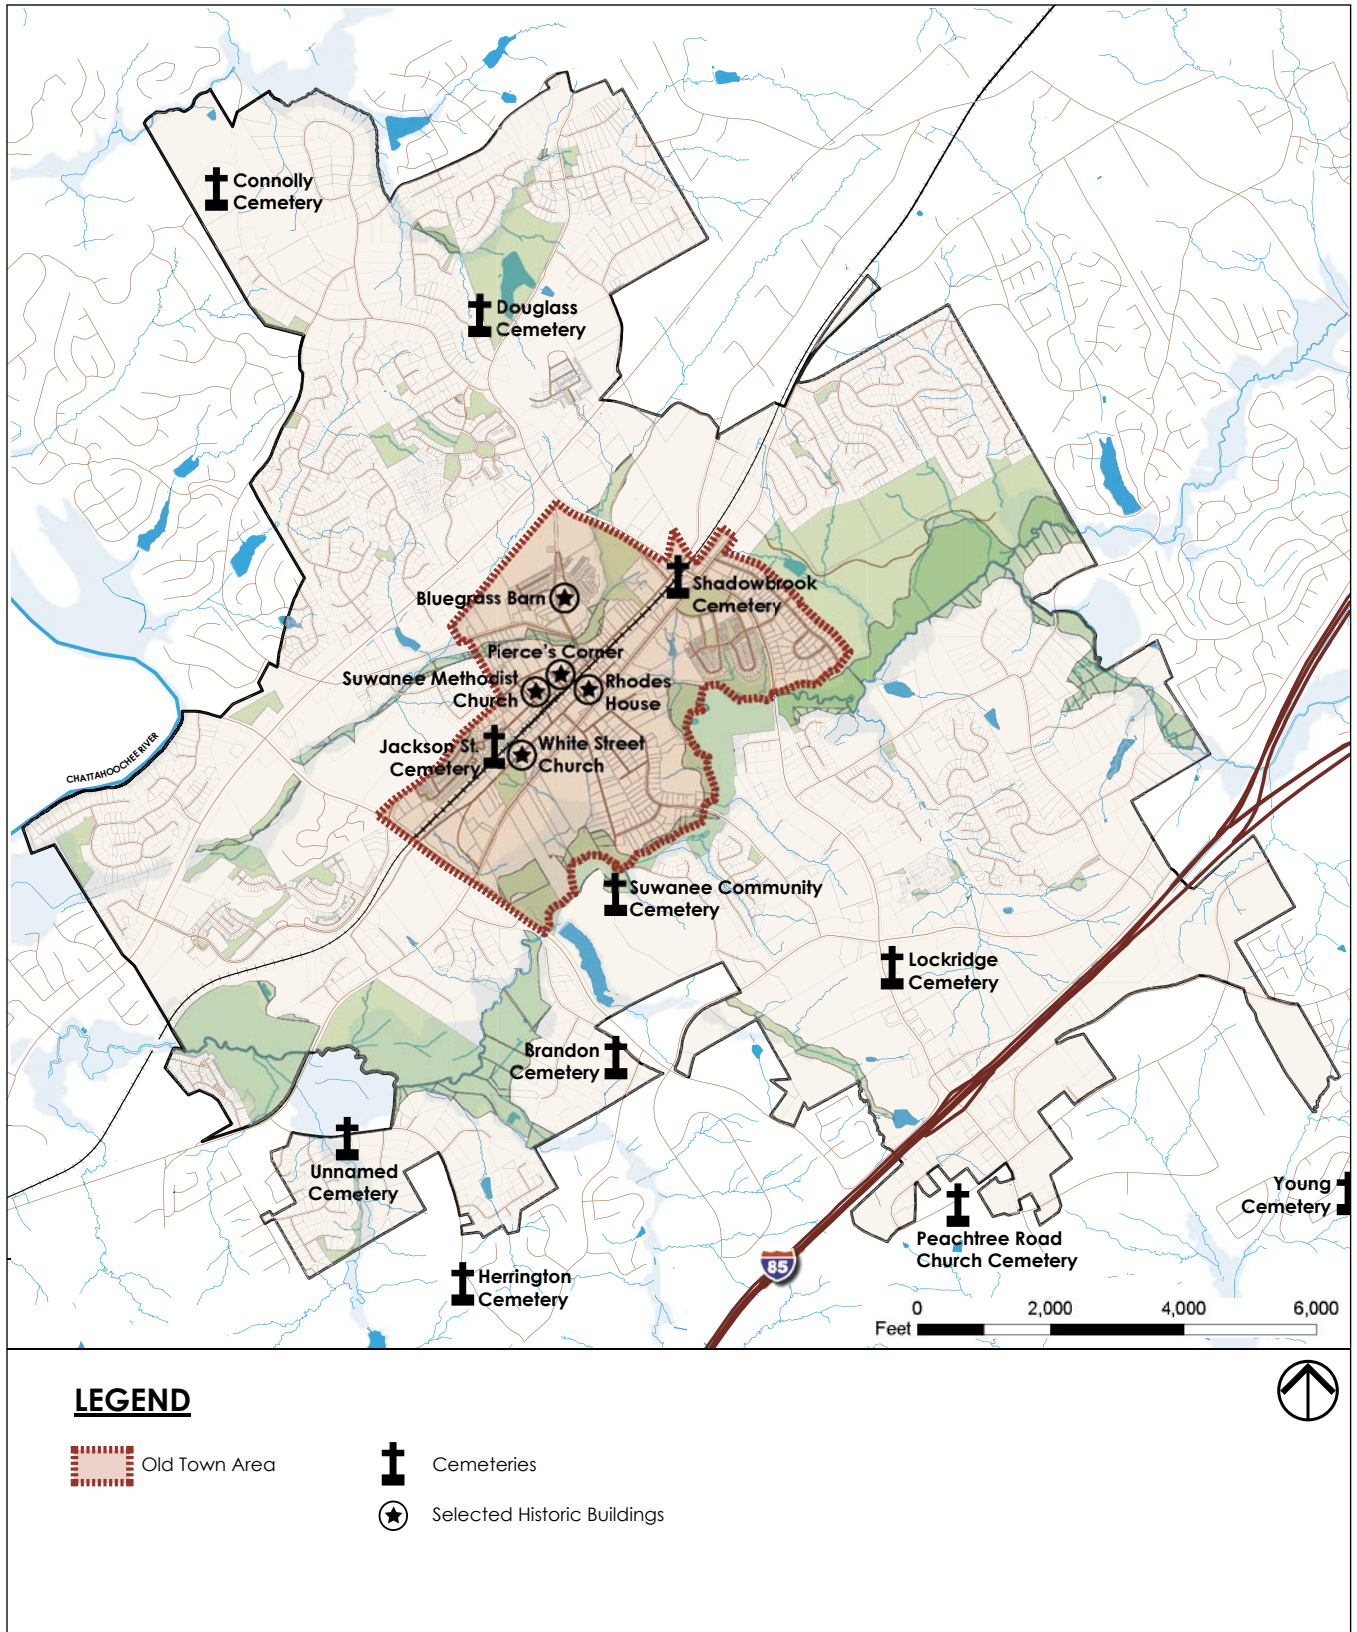 Connolly
Cemetery
Douglass
Cemetery
Shadowbrook
Cemetery
Bluegrass Barn
Pierce's Corner
Suwanee Methodist
Church
Rhodes
House
Jackson St.
Cemetery
White Street
Church
CHATTAHOOCHEE RIVER
Suwanee Community
Cemetery
Lockridge
Cemetery
Brandon
Cemetery
Unnamed
Cemetery
Young
Cemetery
Peachtree Road
Church Cemetery
85
Herrington
Cemetery
0 2,000 4,000 6,000
Feet
LEGEND
Old Town Area
Cemeteries
Selected Historic Buildings